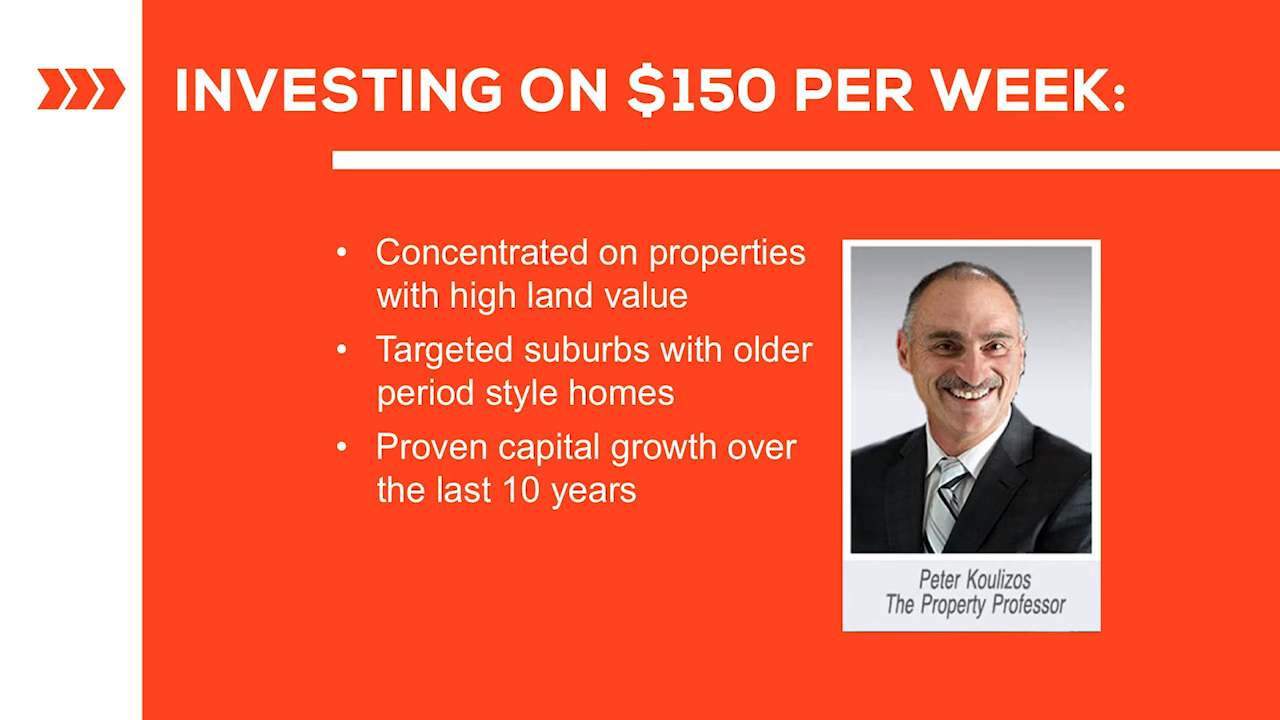 INVESTING ON $150 PER WEEK:
• Concentrated on properties
with high land value
• Targeted suburbs with older
period style homes
• Proven capital growth over
the last 10 years
Peter Koulizos
The Property Professor